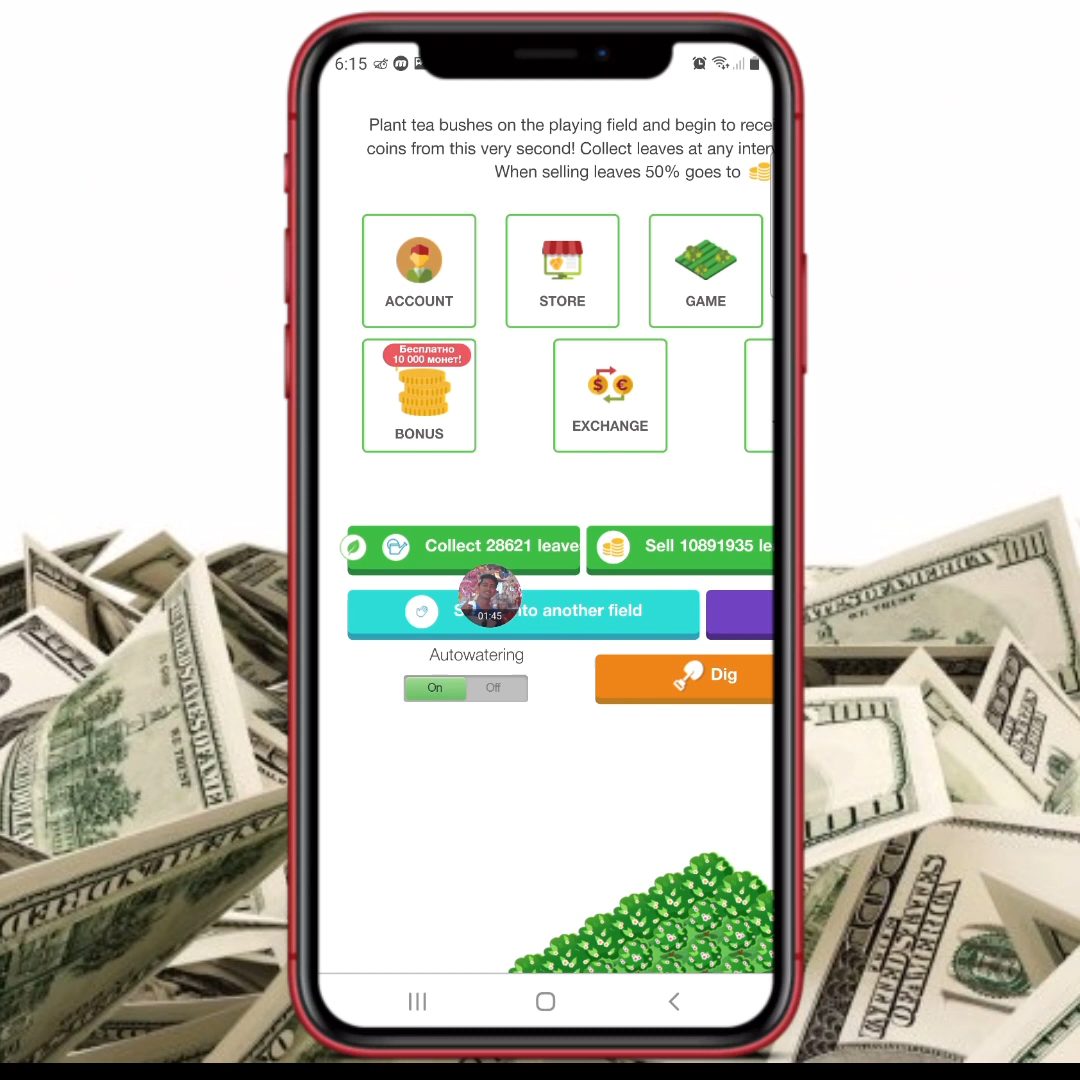 6:15
Plant tea bushes on the playing field and begin to rece
coins from this very second! Collect leaves at any inter
When selling leaves 50% goes to
ACCOUNT
STORE
GAME
Бесплатно
10 000 монет!
BONUS
$ €
EXCHANGE
Collect 28621 leave
Sell 10891935 le
S to another field
01:45
Autowatering
On Off
Dig